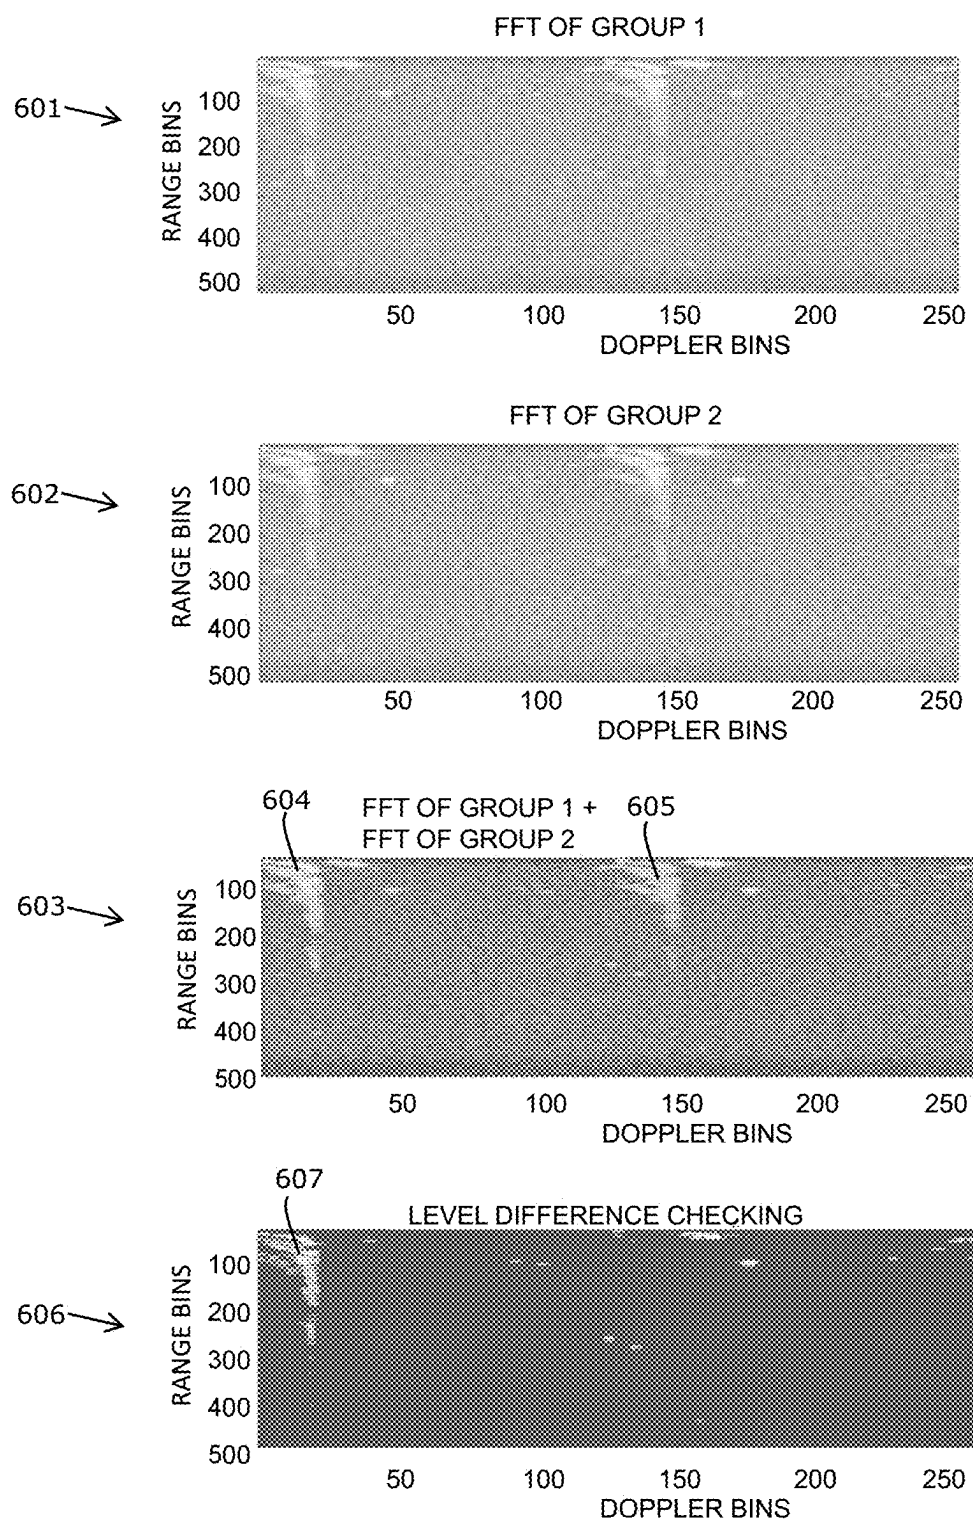 FFT OF GROUP 1
601
RANGE BINS
100
200
300
400
500
50 100 150 200 250
DOPPLER BINS
FFT OF GROUP 2
602
RANGE BINS
100
200
300
400
500
50 100 150 200 250
DOPPLER BINS
604
FFT OF GROUP 1 +
FFT OF GROUP 2
605
603
RANGE BINS
100
200
300
400
500
50 100 150 200 250
DOPPLER BINS
607
LEVEL DIFFERENCE CHECKING
606
RANGE BINS
100
200
300
400
500
50 100 150 200 250
DOPPLER BINS